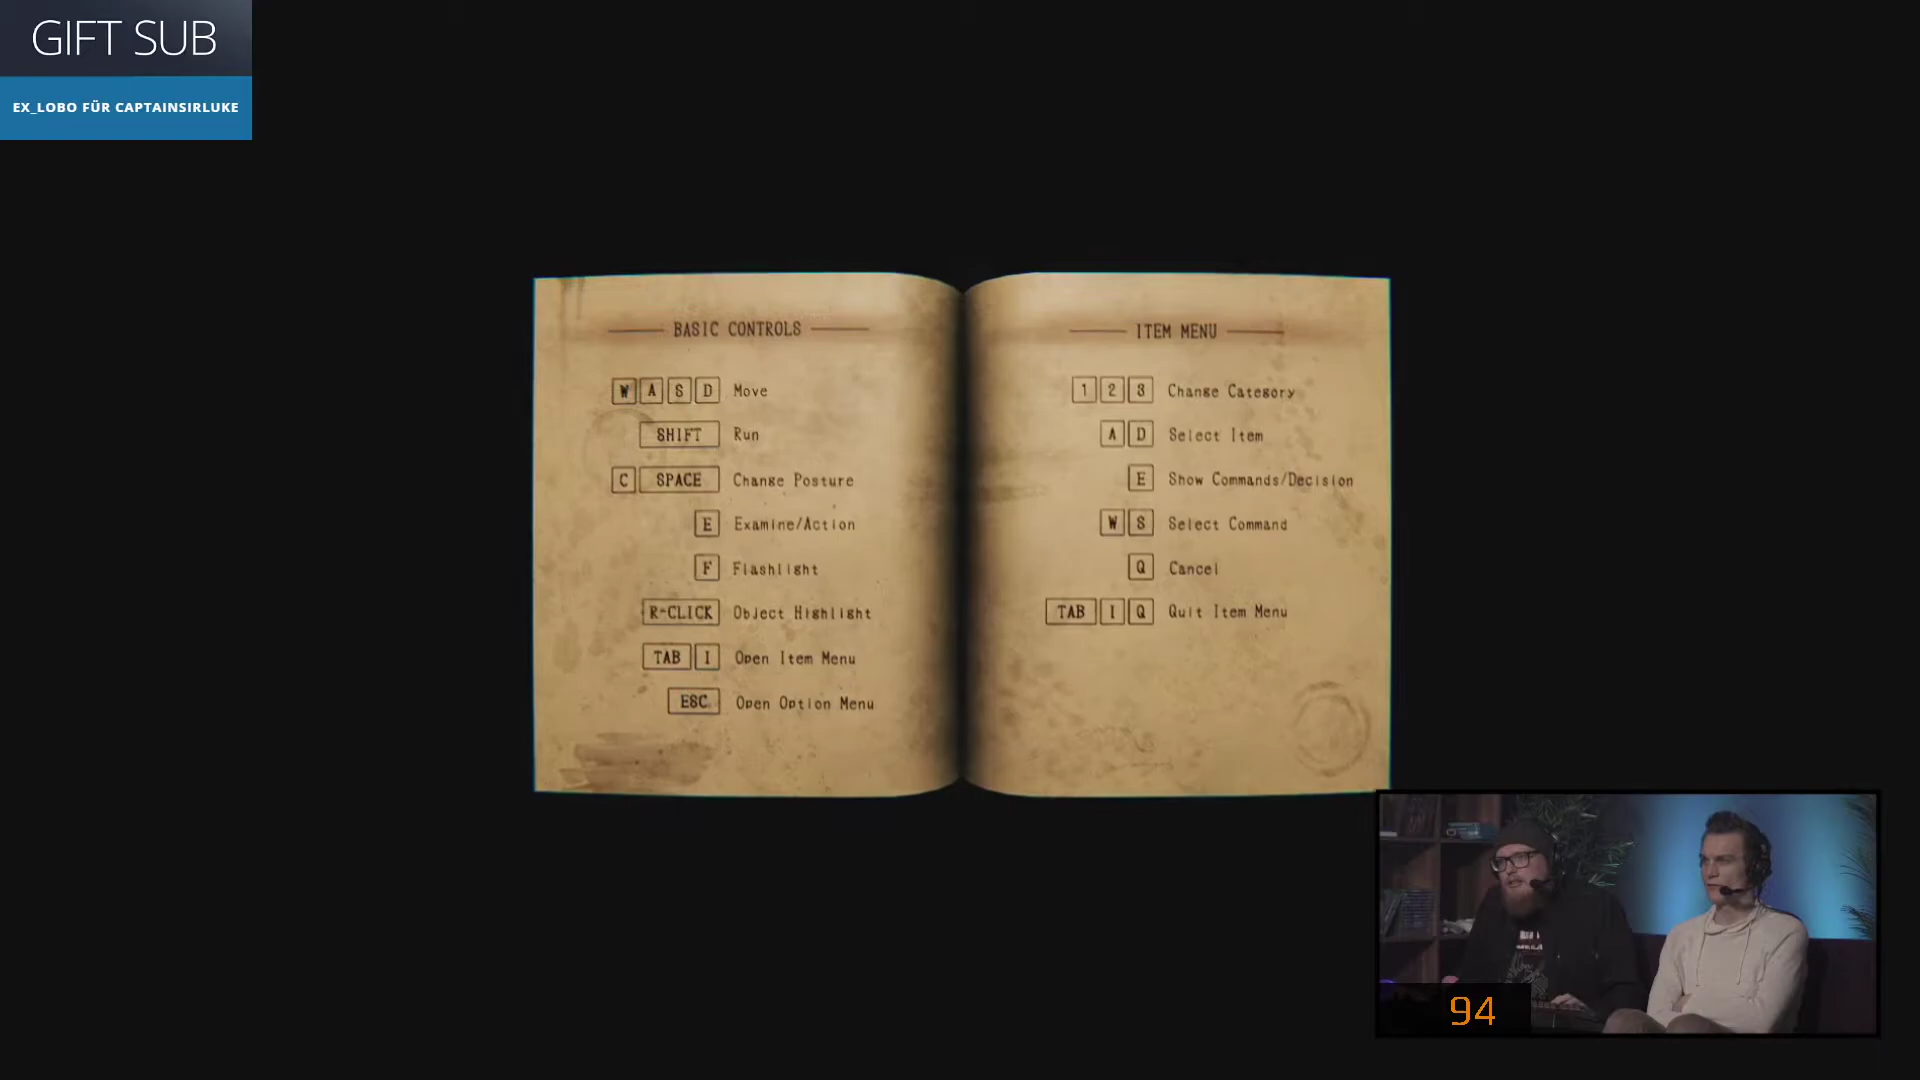 GIFT SUB
EX_LOBO FÜR CAPTAINSIRLUKE
BASIC CONTROLS
W A S D Move
SHIFT Run
C SPACE Change Posture
E Examine/Action
F Flashlight
R-CLICK Object Highlight
TAB I Open Item Menu
ESC Open Option Menu
ITEM MENU
1 2 3 Change Category
A D Select Item
E Show Commands/Decision
W S Select Command
Q Cancel
TAB I Q Quit Item Menu
94